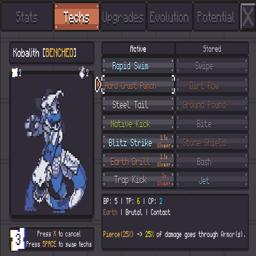 Stats Techs Upgrades Evolution Potential X
Kobalith [BENCHED]
Active Stored
Rapid Swim Swipe
Hard Crust Punch Dirt Row
Steel Tail Ground Pound
Native Kick Bite
Blitz Strike Stone Shield
Earth Grill Bash
Trap Kick Jet
BP: 5 | TP: 6 | CP: 2
Earth | Brutal | Contact
Pierce(25%) -> 25% of damage goes through Armor(s).
3
Press X to cancel
Press SPACE to swap techs